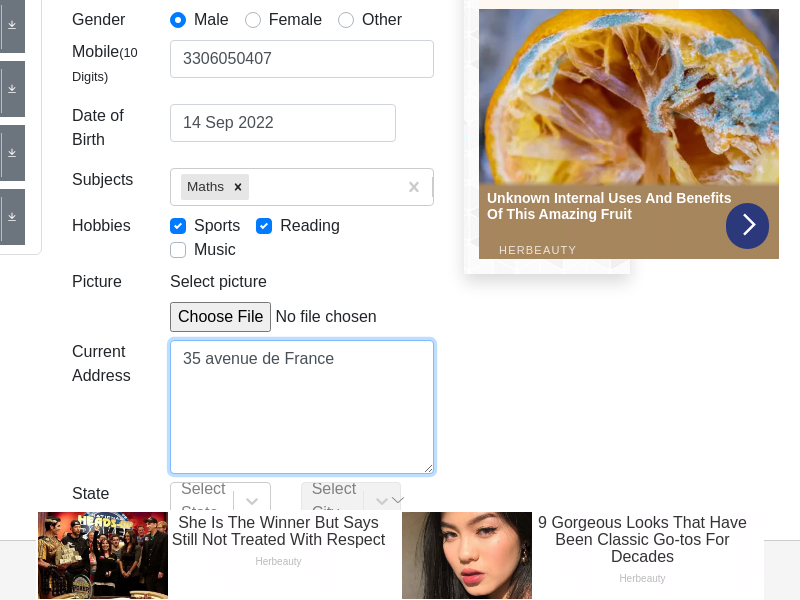 Gender
Male
Female
Other
Mobile(10 Digits)
3306050407
Date of Birth
14 Sep 2022
Subjects
Maths
Hobbies
Sports
Reading
Music
Picture
Select picture
Choose File No file chosen
Current Address
35 avenue de France
State
Select State
Select City
Unknown Internal Uses And Benefits
Of This Amazing Fruit
HERBEAUTY
She Is The Winner But Says
Still Not Treated With Respect
Herbeauty
9 Gorgeous Looks That Have
Been Classic Go-tos For
Decades
Herbeauty